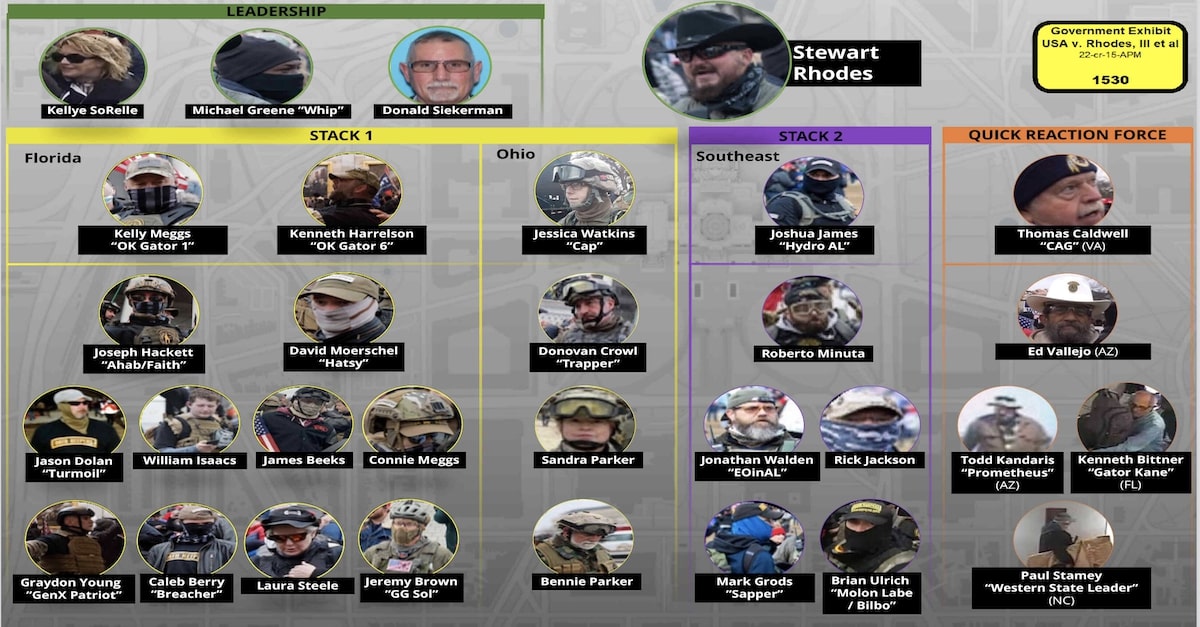 LEADERSHIP
Kellye SoRelle
Michael Greene “Whip”
Donald Siekerman
Stewart
Rhodes
Government Exhibit
USA v. Rhodes, III et al
22-cr-15-APM
1530
STACK 1
Florida
Kelly Meggs
“OK Gator 1”
Kenneth Harrelson
“OK Gator 6”
Joseph Hackett
“Ahab/Faith”
David Moerschel
“Hatsy”
Jason Dolan
“Turmoil”
William Isaacs
James Beeks
Connie Meggs
Graydon Young
“GenX Patriot”
Caleb Berry
“Breacher”
Laura Steele
Jeremy Brown
“GG Sol”
Ohio
Jessica Watkins
“Cap”
Donovan Crowl
“Trapper”
Sandra Parker
Bennie Parker
STACK 2
Southeast
Joshua James
“Hydro AL”
Roberto Minuta
Jonathan Walden
“EOinAL”
Rick Jackson
Mark Grods
“Sapper”
Brian Ulrich
“Molon Labe
/ Bilbo”
QUICK REACTION FORCE
Thomas Caldwell
“CAG” (VA)
Ed Vallejo (AZ)
Todd Kandaris
“Prometheus”
(AZ)
Kenneth Bittner
“Gator Kane”
(FL)
Paul Stamey
“Western State Leader”
(NC)